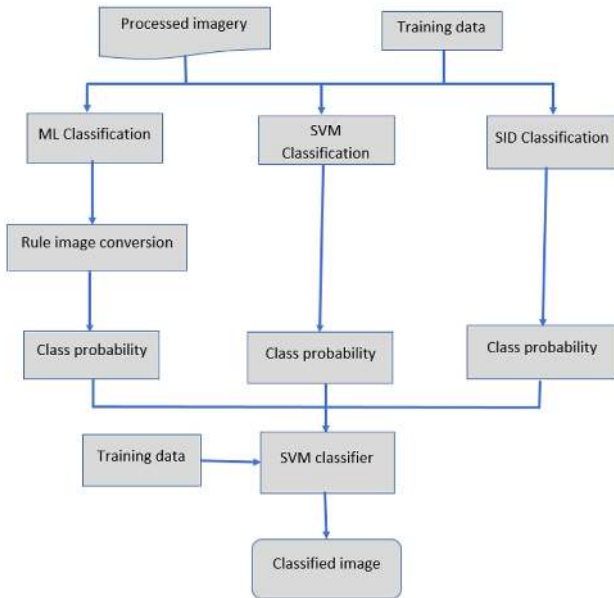 Processed imagery
Training data
ML Classification
SVM
Classification
SID Classification
Rule image conversion
Class probability
Class probability
Class probability
Training data
SVM classifier
Classified image